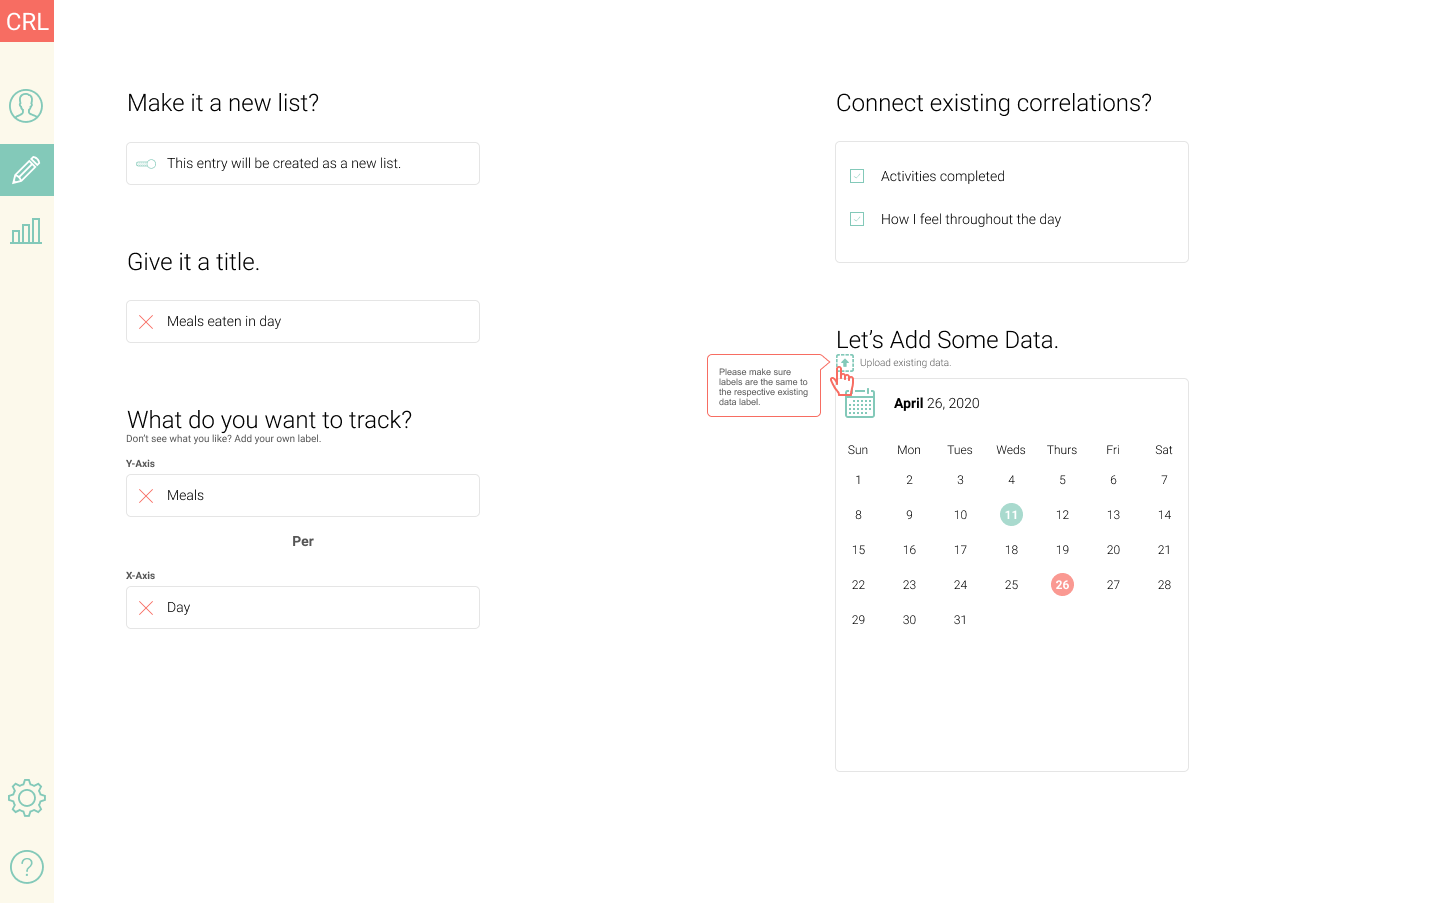 CRL
Make it a new list?
This entry will be created as a new list.
Give it a title.
Meals eaten in day
What do you want to track?
Don't see what you like? Add your own label.
Y-Axis
Meals
Per
X-Axis
Day
Connect existing correlations?
Activities completed
How I feel throughout the day
Let's Add Some Data.
Upload existing data.
Please make sure
labels are the same to
the respective existing
data label.
April 26, 2020
Sun Mon Tues Weds Thurs Fri Sat
1 2 3 4 5 6 7
8 9 10 11 12 13 14
15 16 17 18 19 20 21
22 23 24 25 26 27 28
29 30 31
?